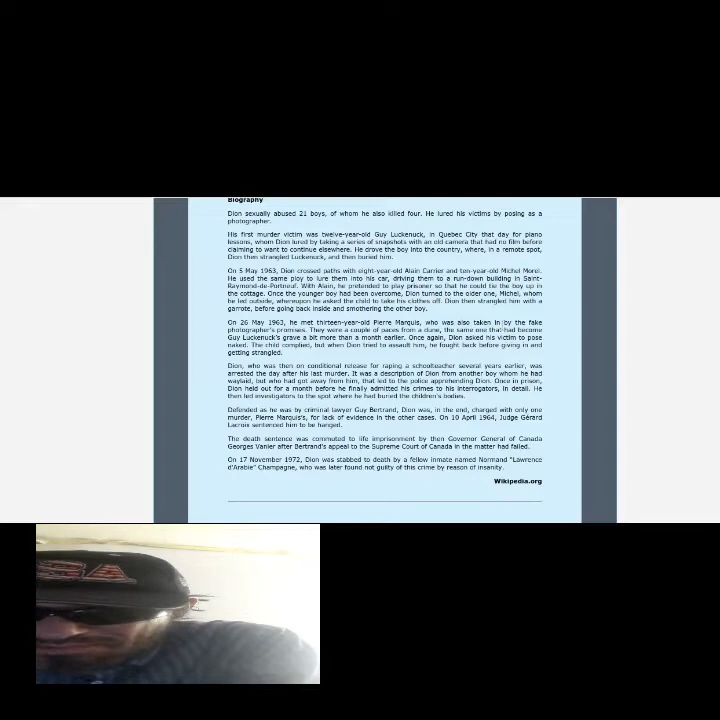 Biography
Dion sexually abused 21 boys, of whom he also killed four. He lured his victims by posing as a
photographer.
His first murder victim was twelve-year-old Guy Luckenuck, in Quebec City that day for piano
lessons, whom Dion lured by taking a series of snapshots with an old camera that had no film before
claiming to want to continue elsewhere. He drove the boy into the country, where, in a remote spot,
Dion then strangled Luckenuck, and then buried him.
On 5 May 1963, Dion crossed paths with eight-year-old Alain Carrier and ten-year-old Michel Morel.
He used the same ploy to lure them into his car, driving them to a run-down building in Saint-
Raymond-de-Portneuf. With Alain, he pretended to play prisoner so that he could tie the boy up in
the cottage. Once the younger boy had been overcome, Dion turned to the older one, Michel, whom
he led outside, whereupon he asked the child to take his clothes off. Dion then strangled him with a
garrote, before going back inside and smothering the other boy.
On 26 May 1963, he met thirteen-year-old Pierre Marquis, who was also taken in by the fake
photographer's promises. They were a couple of paces from a dune, the same one that had become
Guy Luckenuck's grave a bit more than a month earlier. Once again, Dion asked his victim to pose
naked. The child complied, but when Dion tried to assault him, he fought back before giving in and
getting strangled.
Dion, who was then on conditional release for raping a schoolteacher several years earlier, was
arrested the day after his last murder. It was a description of Dion from another boy whom he had
waylaid, but who had got away from him, that led to the police apprehending Dion. Once in prison,
Dion held out for a month before he finally admitted his crimes to his interrogators, in detail. He
then led investigators to the spot where he had buried the children's bodies.
Defended as he was by criminal lawyer Guy Bertrand, Dion was, in the end, charged with only one
murder, Pierre Marquis's, for lack of evidence in the other cases. On 10 April 1964, Judge Gérard
Lacroix sentenced him to be hanged.
The death sentence was commuted to life imprisonment by then Governor General of Canada
Georges Vanier after Bertrand's appeal to the Supreme Court of Canada in the matter had failed.
On 17 November 1972, Dion was stabbed to death by a fellow inmate named Normand "Lawrence
d'Arabie" Champagne, who was later found not guilty of this crime by reason of insanity.
Wikipedia.org